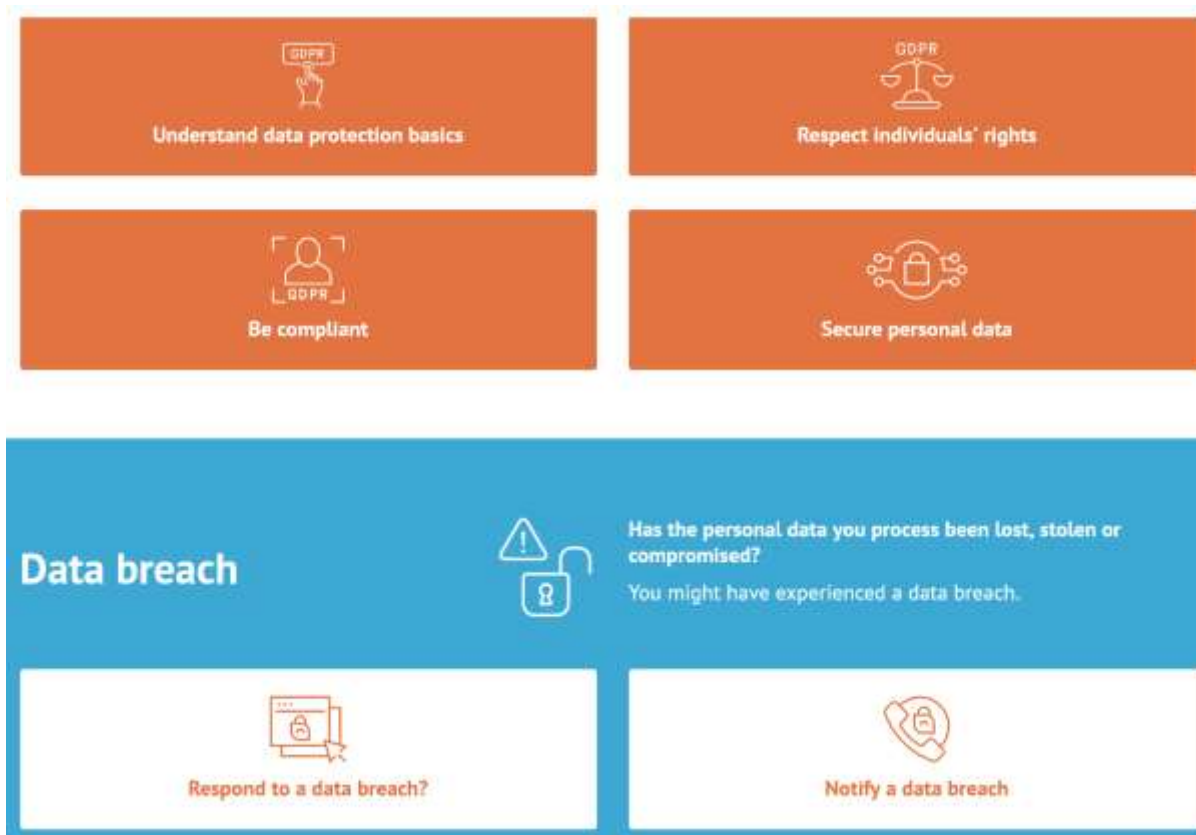 GDPR
Understand data protection basics
GDPR
Respect individuals' rights
GDPR
Be compliant
Secure personal data
Data breach
Has the personal data you process been lost, stolen or
compromised?
You might have experienced a data breach.
Respond to a data breach?
Notify a data breach